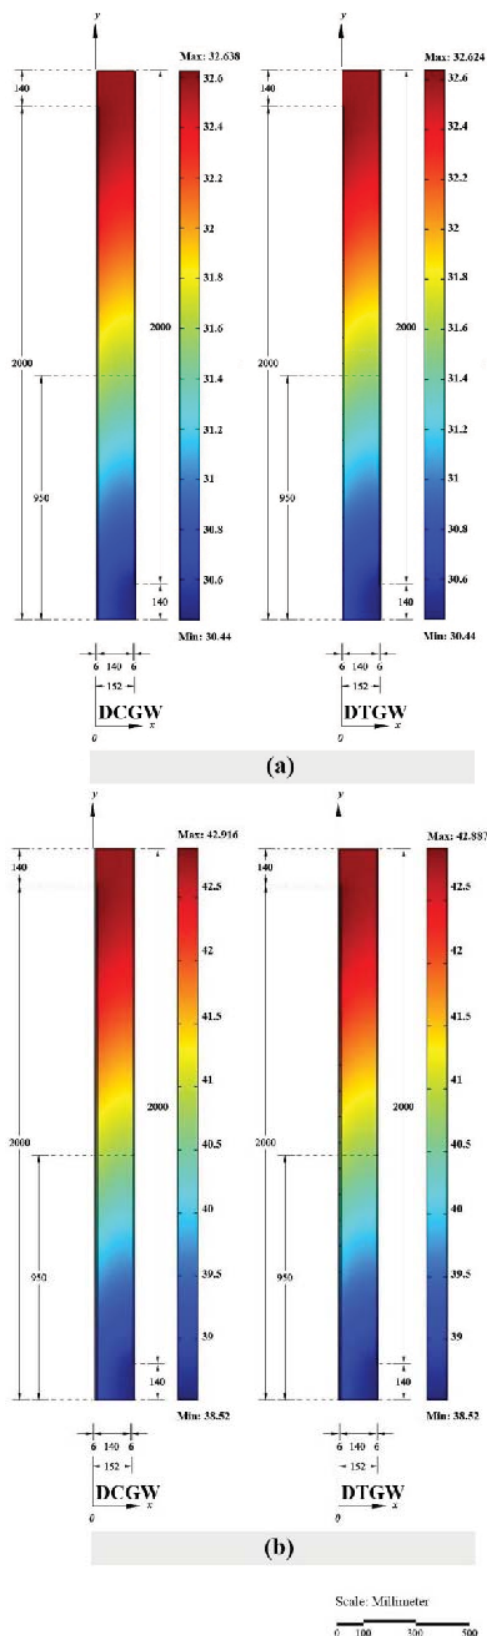 y y
Max: 32.638 Max: 32.624
32.6 32.6
140 140
32.4 32.4
32.2 32.2
32 32
31.8 31.8
2000 2000
31.6 31.6
2000 2000
31.4 31.4
31.2 31.2
31 31
950 950
30.8 30.8
30.6 30.6
140 140
Min: 30.44 Min: 30.44
6 140 6 6 140 6
152 152
DCGW x DTGW x
0 0
(a)
y y
Max: 42.916 Max: 42.887
140 140
42.5 42.5
42 42
41.5 41.5
41 41
2000 2000
40.5 40.5
2000 2000
40 40
39.5 39.5
950 950
39 39
140 140
Min: 38.52 Min: 38.52
6 140 6 6 140 6
152 152
DCGW x DTGW x
0 0
(b)
Scale: Millimeter
0 100 300 500